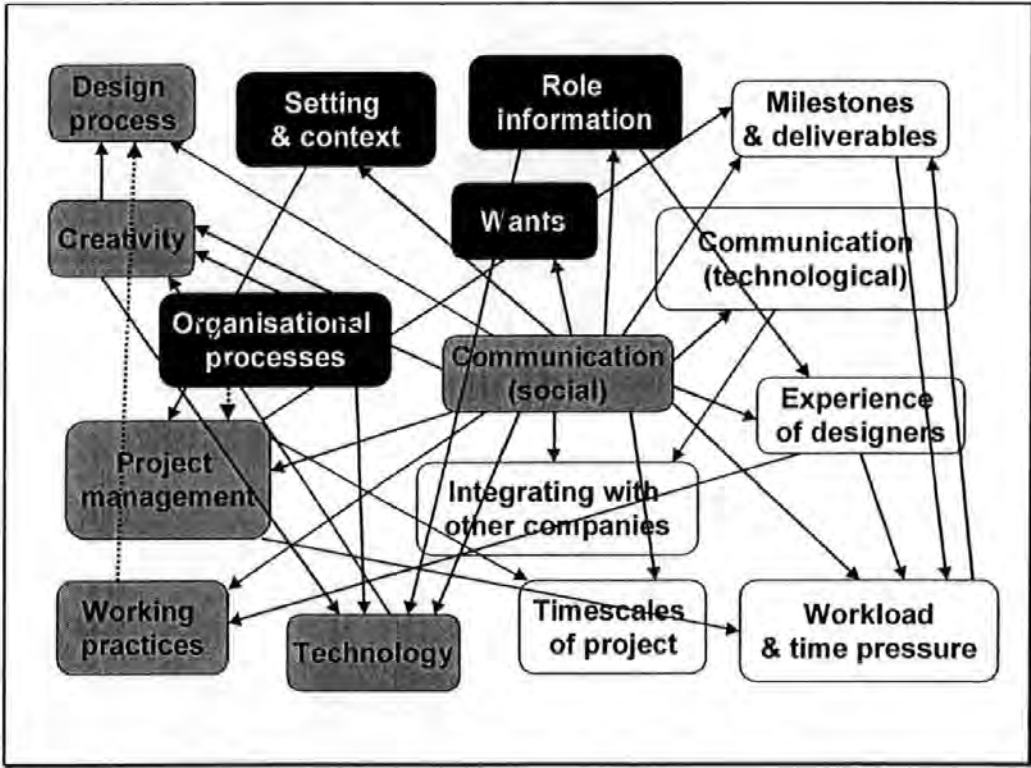 Design
process
Setting
& context
Role
information
Milestones
& deliverables
Creativity
Wants
Communication
(technological)
Organisational
processes
Communication
(social)
Experience
of designers
Project
management
Integrating with
other companies
Working
practices
Technology
Timescales
of project
Workload
& time pressure